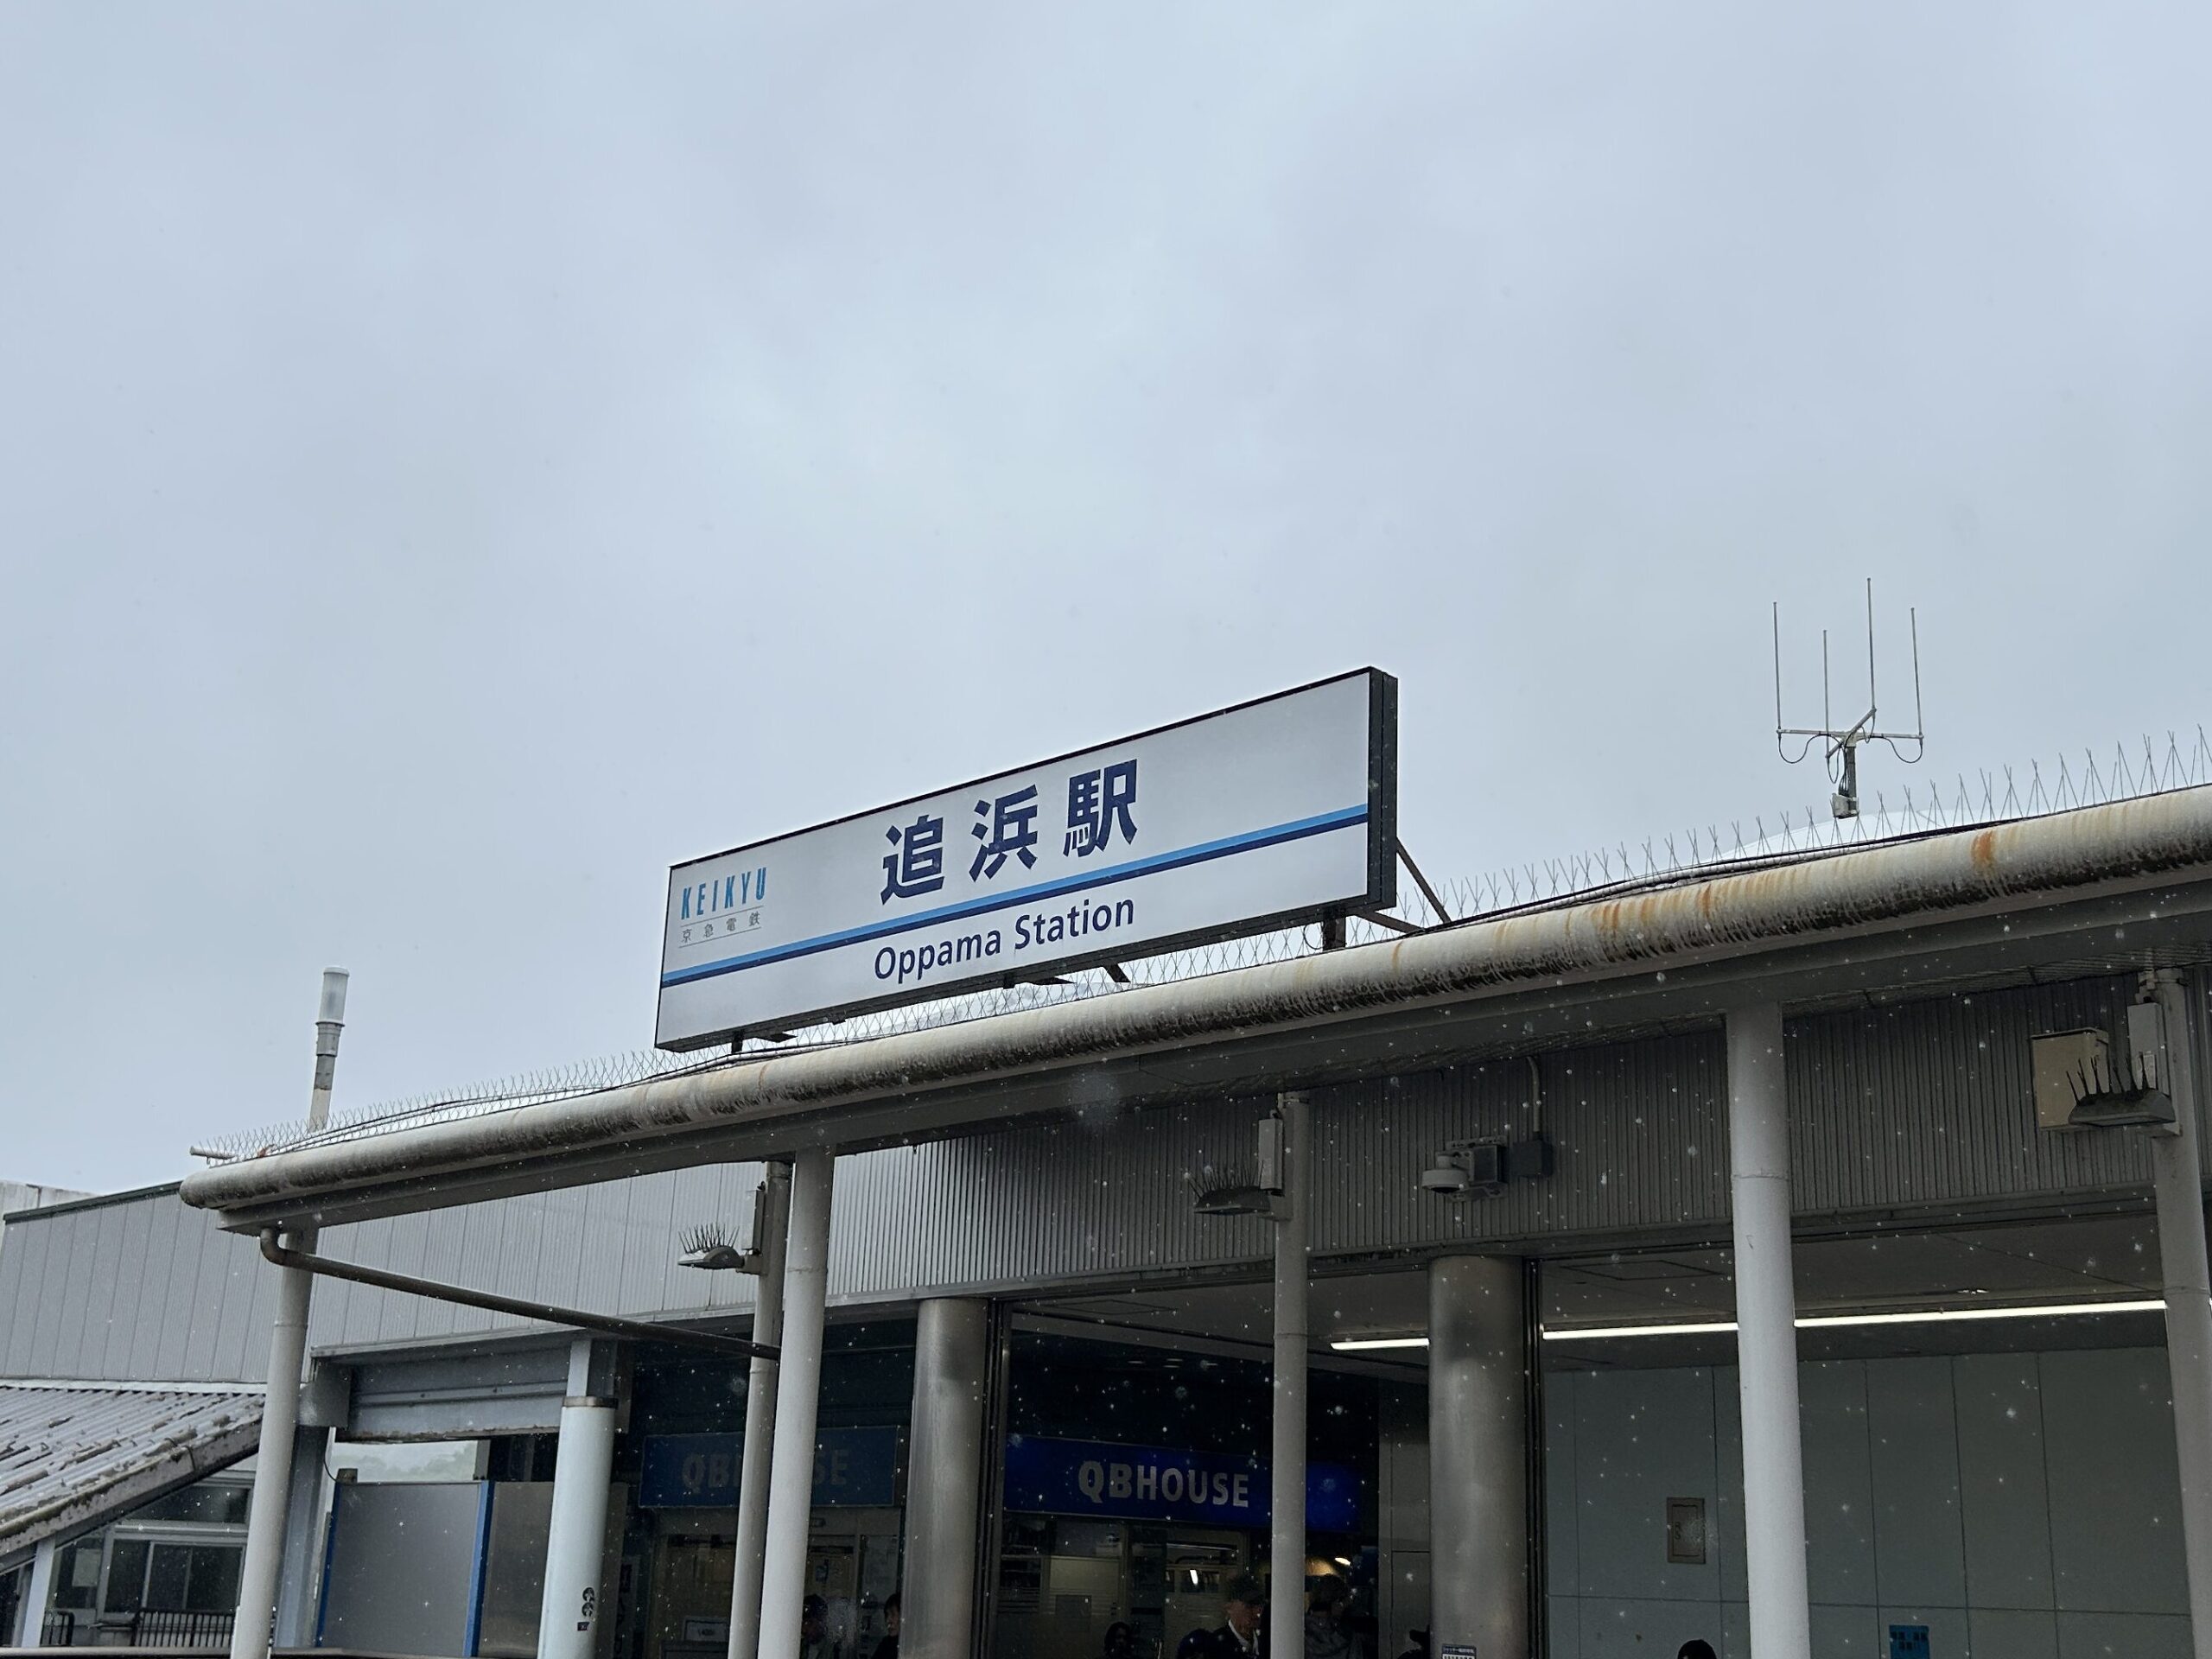 KEIKYU
京急電鉄
追浜駅
Oppama Station
QBHOUSE
QBHOUSE